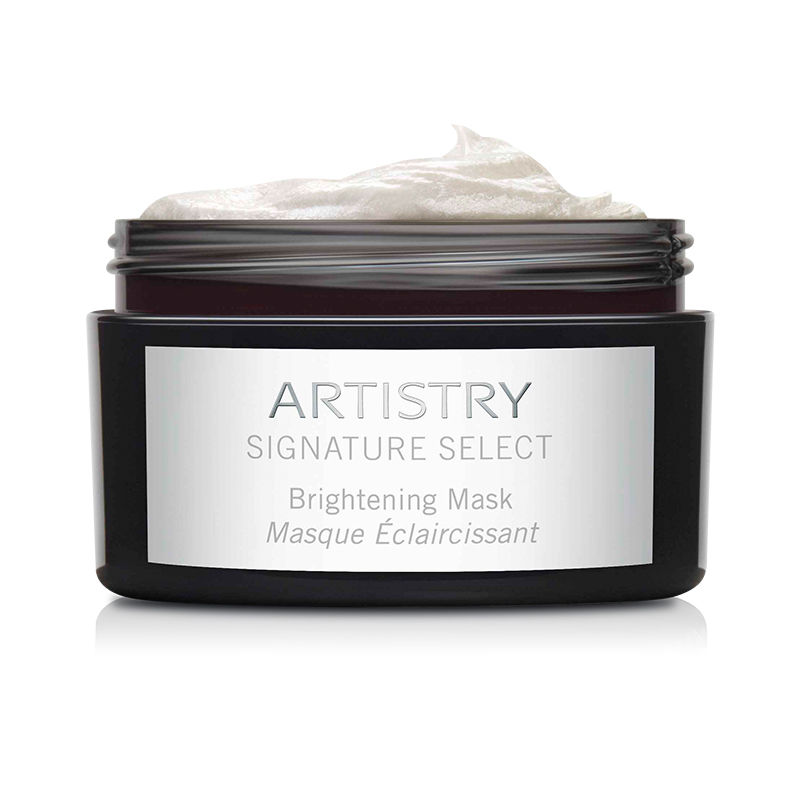 ARTISTRY
SIGNATURE SELECT
Brightening Mask
Masque Éclaircissant